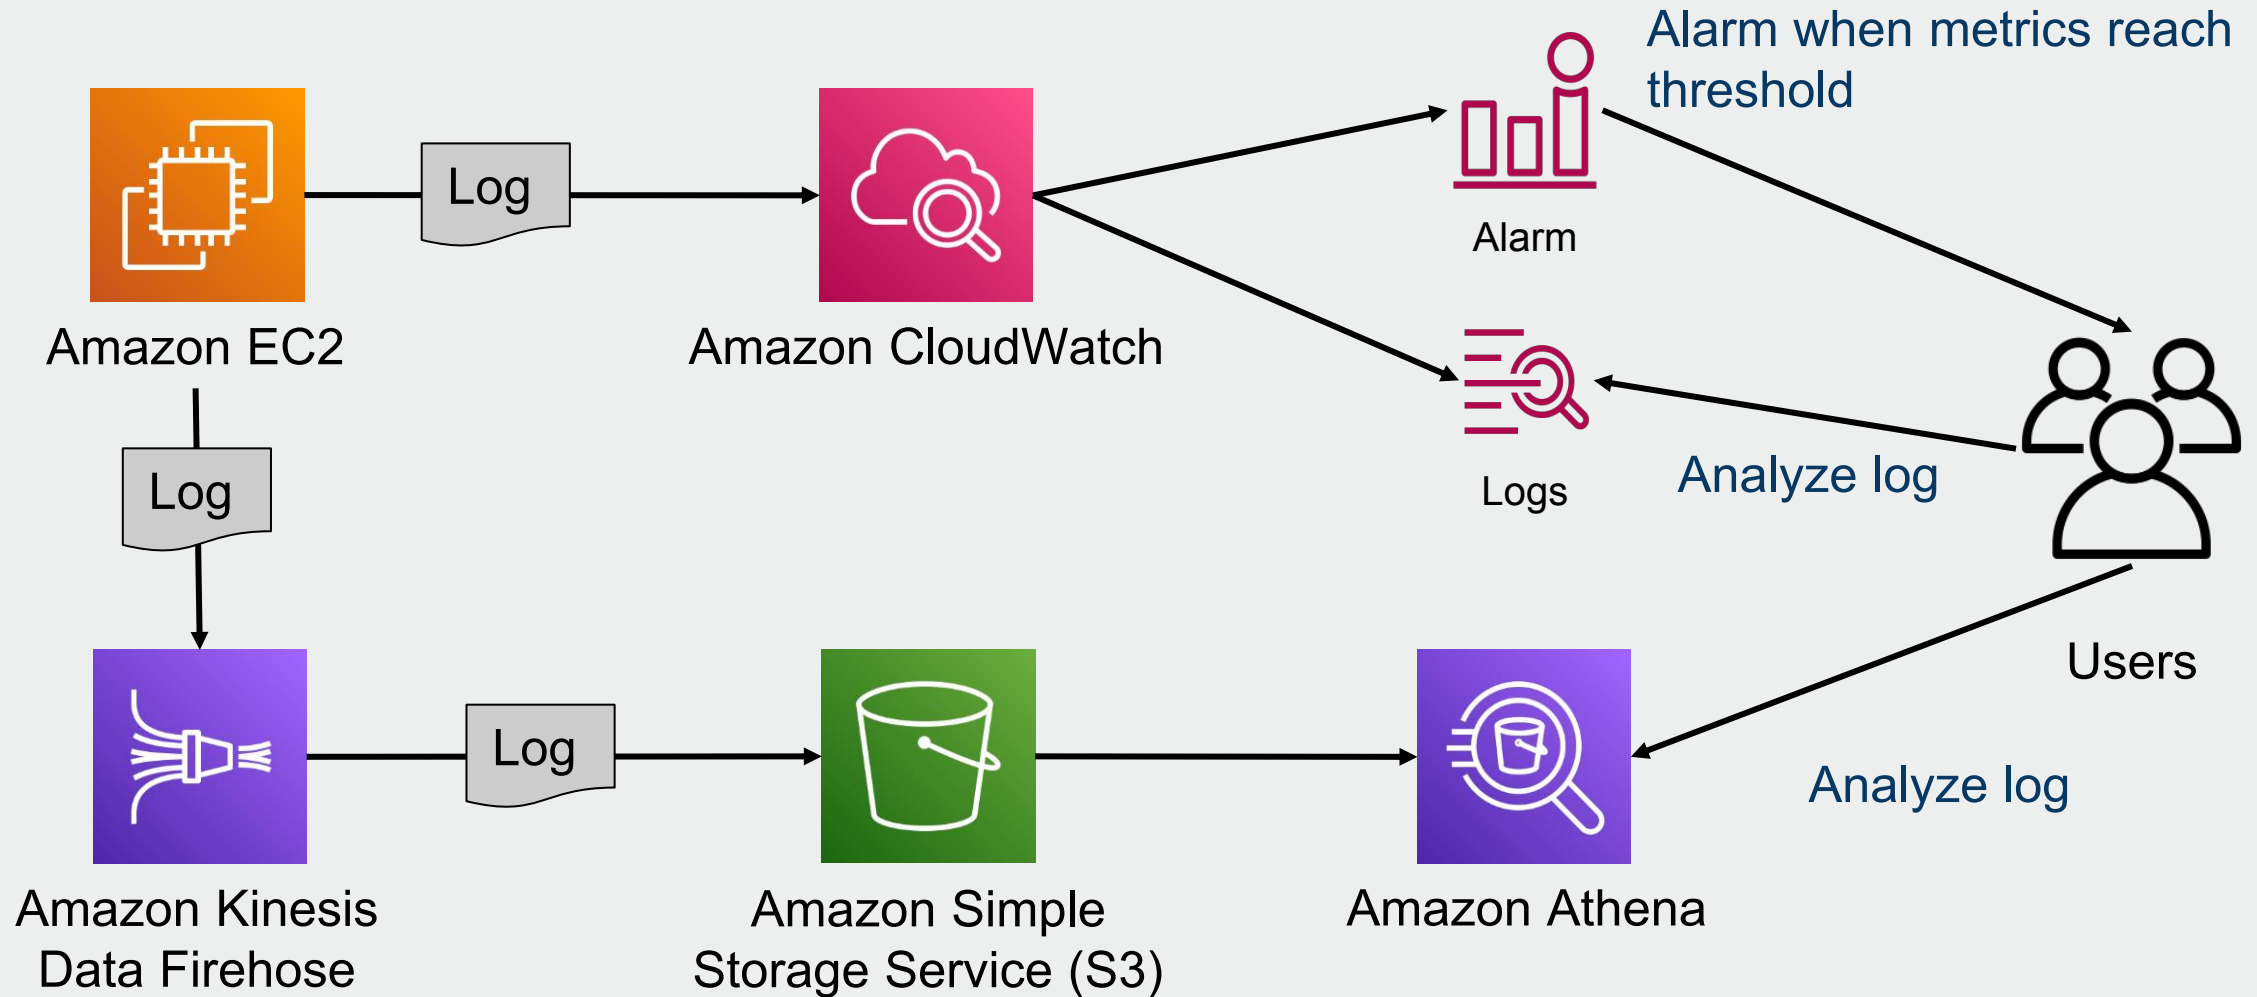 Alarm when metrics reach
threshold
Log
Alarm
Amazon EC2
Amazon CloudWatch
Log
Logs
Analyze log
Users
Log
Analyze log
Amazon Kinesis
Data Firehose
Amazon Simple
Storage Service (S3)
Amazon Athena